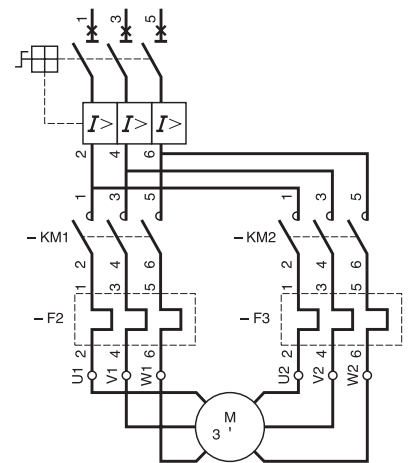 1 3 5
I> I> I>
2 4 6
1 3 5 1 3 5
– KM1 – KM2
2 4 6 2 4 6
1 3 5 1 3 5
– F2 – F3
2 4 6 2 4 6
U1 V1 W1 U2 V2 W2
M
3 '